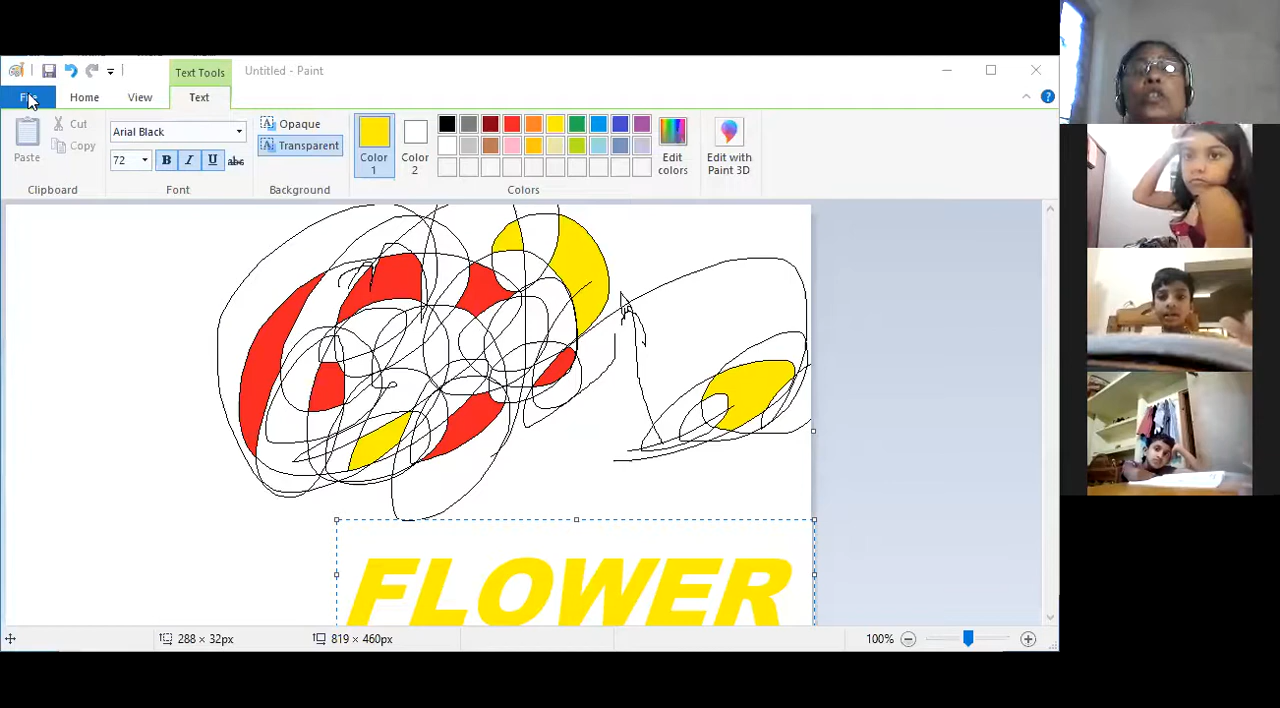 Text Tools
Untitled - Paint
File Home View Text
Paste
Cut
Copy
Clipboard
Arial Black
72 B I U abc
Font
Opaque
Transparent
Background
Color 1
Color 2
Edit colors
Colors
Edit with Paint 3D
FLOWER
288 × 32px
819 × 460px
100%